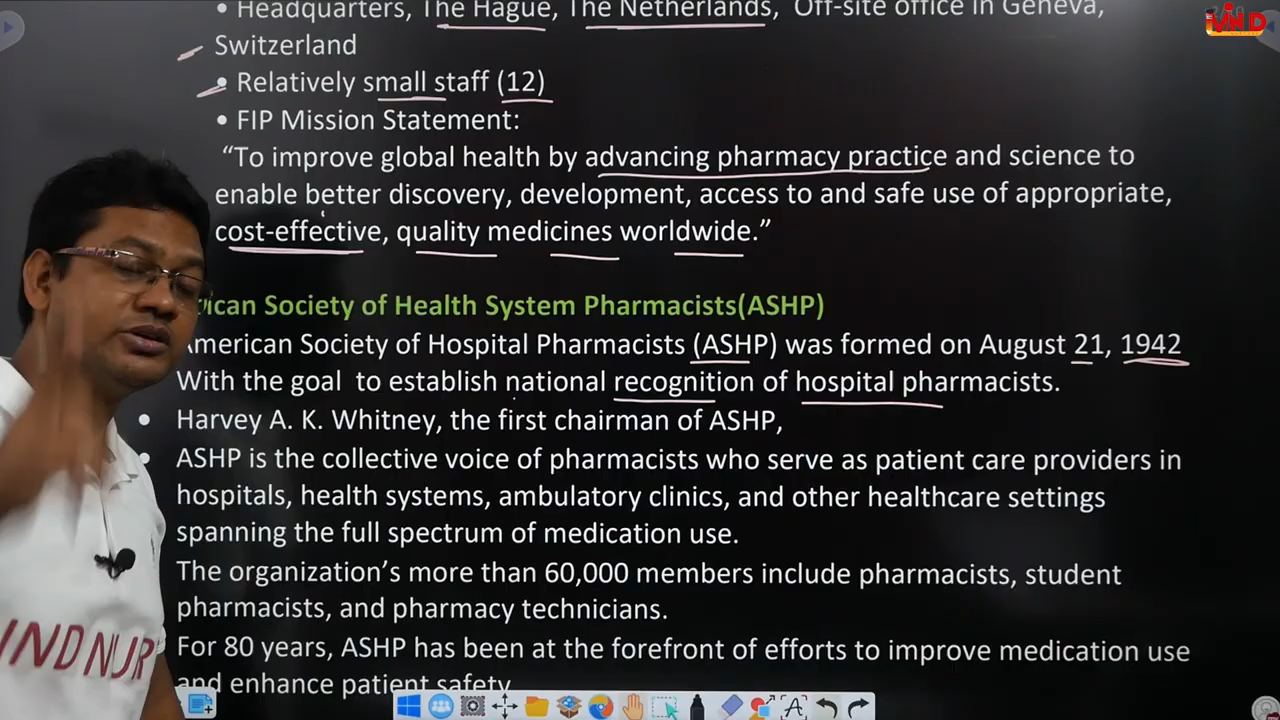 • Headquarters, The Hague, The Netherlands, Off-site office in Geneva,
Switzerland
• Relatively small staff (12)
• FIP Mission Statement:
“To improve global health by advancing pharmacy practice and science to
enable better discovery, development, access to and safe use of appropriate,
cost-effective, quality medicines worldwide.”
ican Society of Health System Pharmacists(ASHP)
American Society of Hospital Pharmacists (ASHP) was formed on August 21, 1942
With the goal to establish national recognition of hospital pharmacists.
• Harvey A. K. Whitney, the first chairman of ASHP,
• ASHP is the collective voice of pharmacists who serve as patient care providers in
hospitals, health systems, ambulatory clinics, and other healthcare settings
spanning the full spectrum of medication use.
The organization’s more than 60,000 members include pharmacists, student
pharmacists, and pharmacy technicians.
For 80 years, ASHP has been at the forefront of efforts to improve medication use
and enhance patient safety
IND NUR